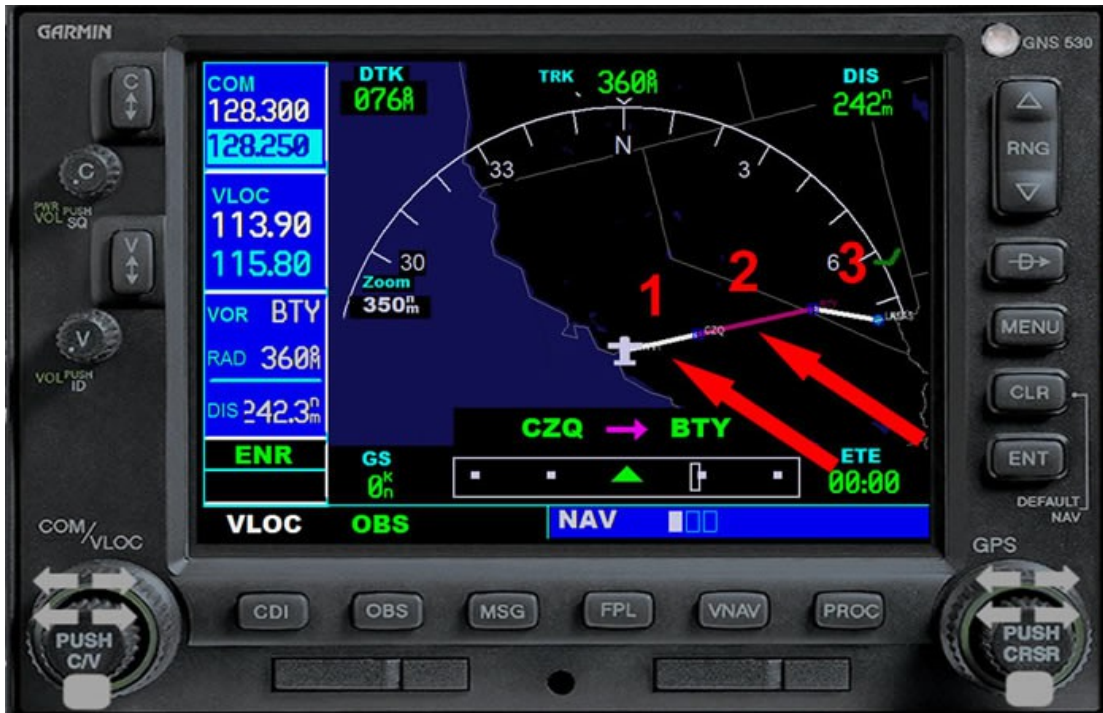 GARMIN
GNS 530
C
C
PWR
VOL
PUSH
SQ
V
V
VOL
PUSH
ID
COM
128.300
128.250
VLOC
113.90
115.80
VOR BTY
RAD 360°M
DIS 242.3nm
ENR
DTK
076°M
TRK 360°M
DIS
242nm
N
33
3
30
6
Zoom
350nm
1
2
3
CZQ
BTY
CZQ → BTY
GS
0kn
ETE
00:00
VLOC OBS NAV
RNG
D
MENU
CLR
ENT
DEFAULT
NAV
COM/VLOC
GPS
CDI OBS MSG FPL VNAV PROC
PUSH
C/V
PUSH
CRSR